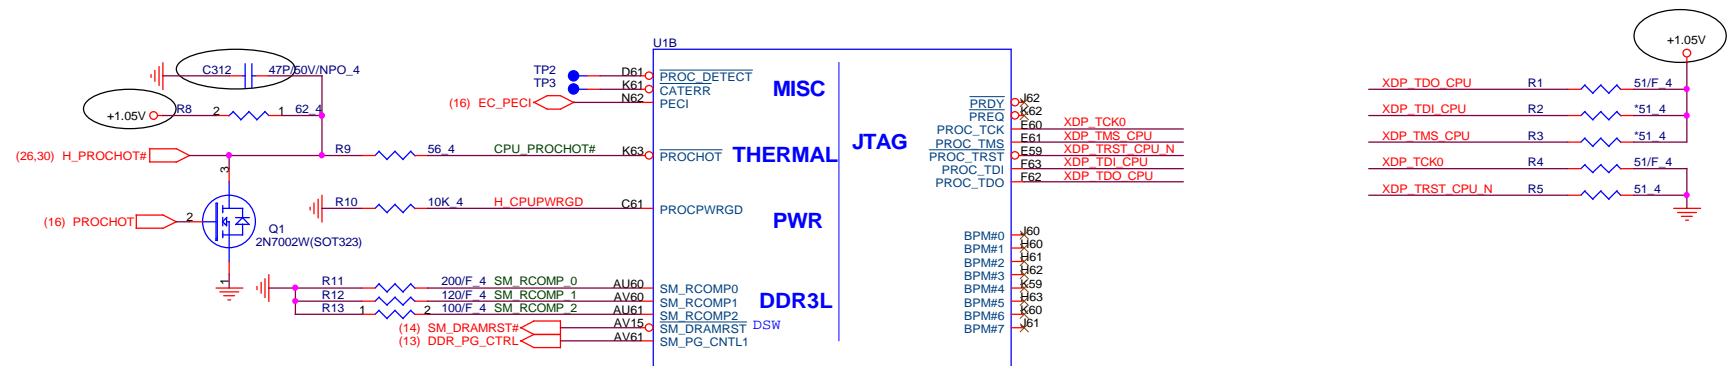 U1B
+1.05V
C312 47P/50V/NPO_4
TP2 D61 PROC_DETECT
TP3 K61 CATERR
(16) EC_PECI N62 PECI
MISC
+1.05V R8 2 1 62_4
(26,30) H_PROCHOT# R9 56_4 CPU_PROCHOT# K63 PROCHOT
THERMAL
JTAG
3
(16) PROCHOT 2
Q1
2N7002W(SOT323)
1
R10 10K_4 H_CPUPWRGD C61 PROCPWRGD
PWR
R11 200/F_4 SM_RCOMP_0 AU60 SM_RCOMP0
R12 120/F_4 SM_RCOMP_1 AV60 SM_RCOMP1
R13 1 2 100/F_4 SM_RCOMP_2 AU61 SM_RCOMP2
(14) SM_DRAMRST# AV15 SM_DRAMRST DSW
(13) DDR_PG_CTRL AV61 SM_PG_CNTL1
DDR3L
PRDY J62
PREQ K62
PROC_TCK E60 XDP_TCK0
PROC_TMS E61 XDP_TMS_CPU
PROC_TRST E59 XDP_TRST_CPU_N
PROC_TDI F63 XDP_TDI_CPU
PROC_TDO F62 XDP_TDO_CPU
BPM#0 J60
BPM#1 H60
BPM#2 H61
BPM#3 H62
BPM#4 K59
BPM#5 H63
BPM#6 K60
BPM#7 J61
XDP_TDO_CPU R1 51/F_4
XDP_TDI_CPU R2 *51_4
XDP_TMS_CPU R3 *51_4
XDP_TCK0 R4 51/F_4
XDP_TRST_CPU_N R5 51_4
+1.05V